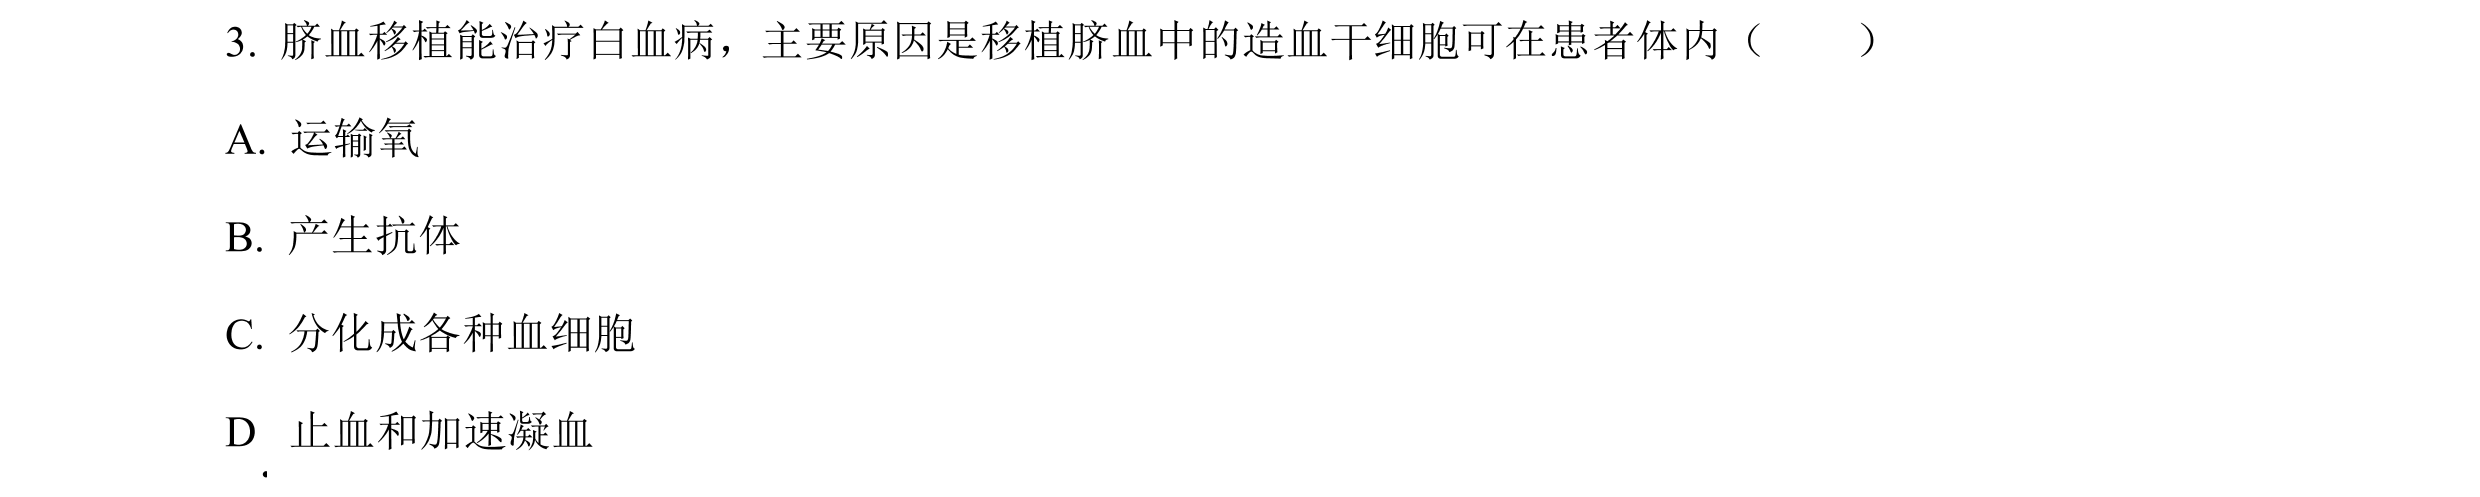 3. 脐血移植能治疗白血病，主要原因是移植脐血中的造血干细胞可在患者体内（　　）
A. 运输氧
B. 产生抗体
C. 分化成各种血细胞
D 止血和加速凝血
.